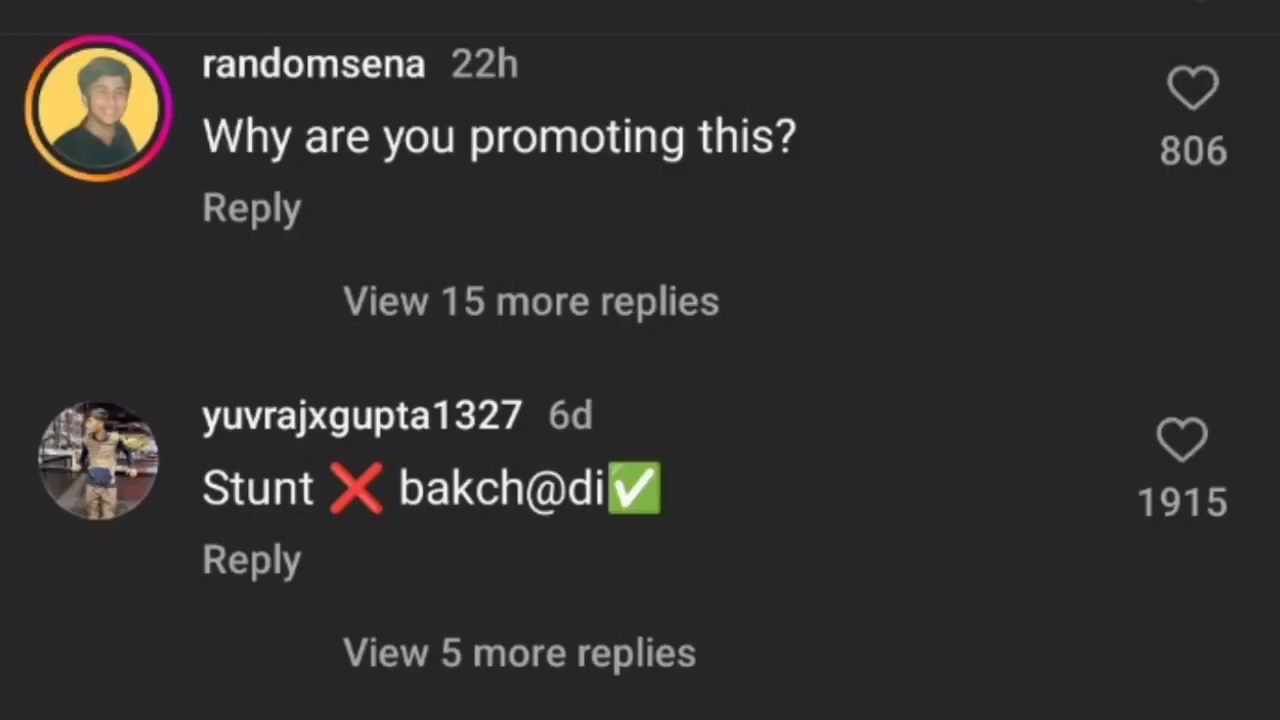 randomsena 22h
Why are you promoting this?
806
Reply
View 15 more replies
yuvrajxgupta1327 6d
Stunt ❌ bakch@di✅
1915
Reply
View 5 more replies